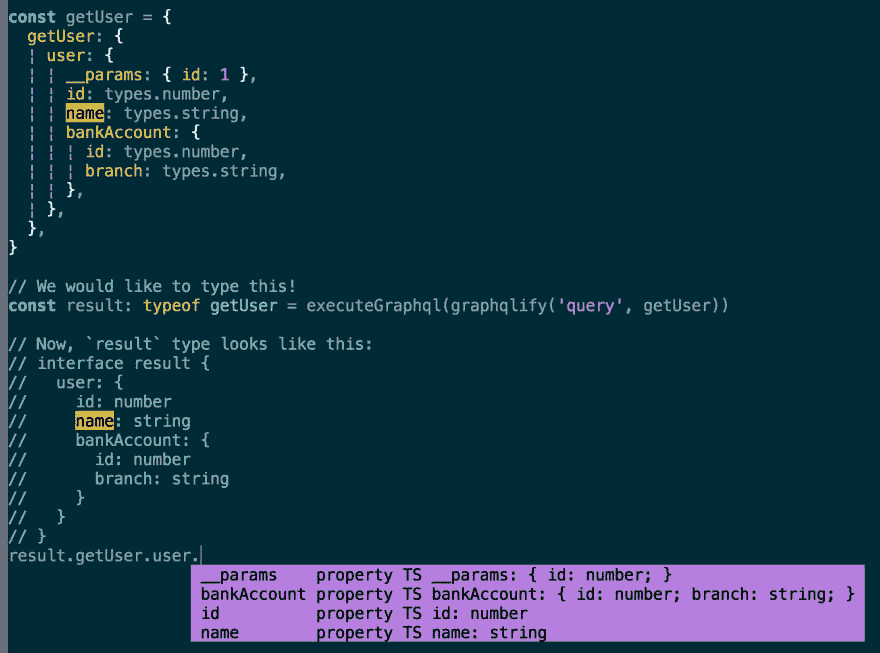 const getUser = {
  getUser: {
    user: {
      __params: { id: 1 },
      id: types.number,
      name: types.string,
      bankAccount: {
        id: types.number,
        branch: types.string,
      },
    },
  },
}

// We would like to type this!
const result: typeof getUser = executeGraphql(graphqlify('query', getUser))

// Now, `result` type looks like this:
// interface result {
//   user: {
//     id: number
//     name: string
//     bankAccount: {
//       id: number
//       branch: string
//     }
//   }
// }
result.getUser.user.
__params    property TS __params: { id: number; }
bankAccount property TS bankAccount: { id: number; branch: string; }
id          property TS id: number
name        property TS name: string